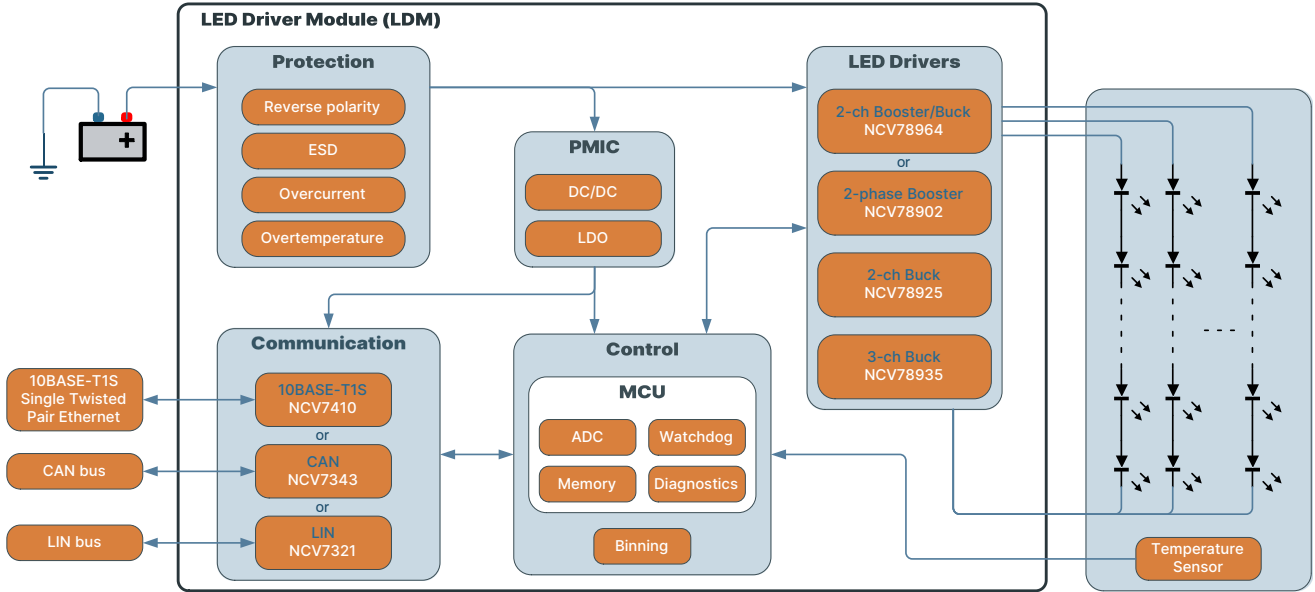 LED Driver Module (LDM)
Protection
Reverse polarity
ESD
Overcurrent
Overtemperature
PMIC
DC/DC
LDO
LED Drivers
2-ch Booster/Buck
NCV78964
or
2-phase Booster
NCV78902
2-ch Buck
NCV78925
3-ch Buck
NCV78935
10BASE-T1S
Single Twisted
Pair Ethernet
CAN bus
LIN bus
Communication
10BASE-T1S
NCV7410
or
CAN
NCV7343
or
LIN
NCV7321
Control
MCU
ADC
Watchdog
Memory
Diagnostics
Binning
Temperature
Sensor